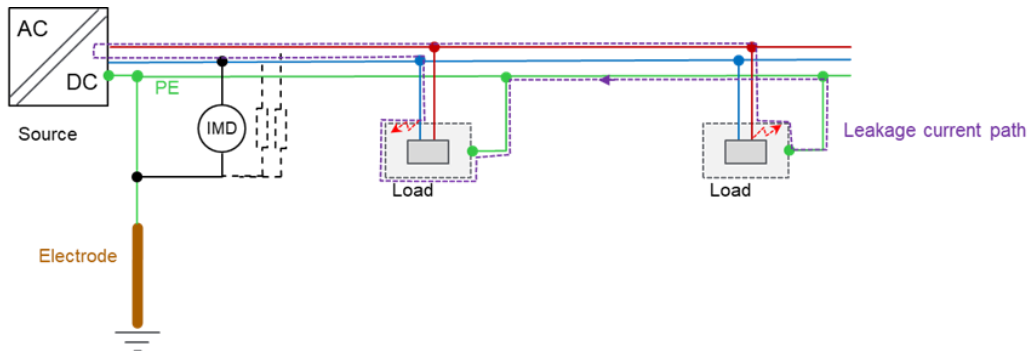 AC
DC
PE
Source
IMD
Load
Load
Leakage current path
Electrode